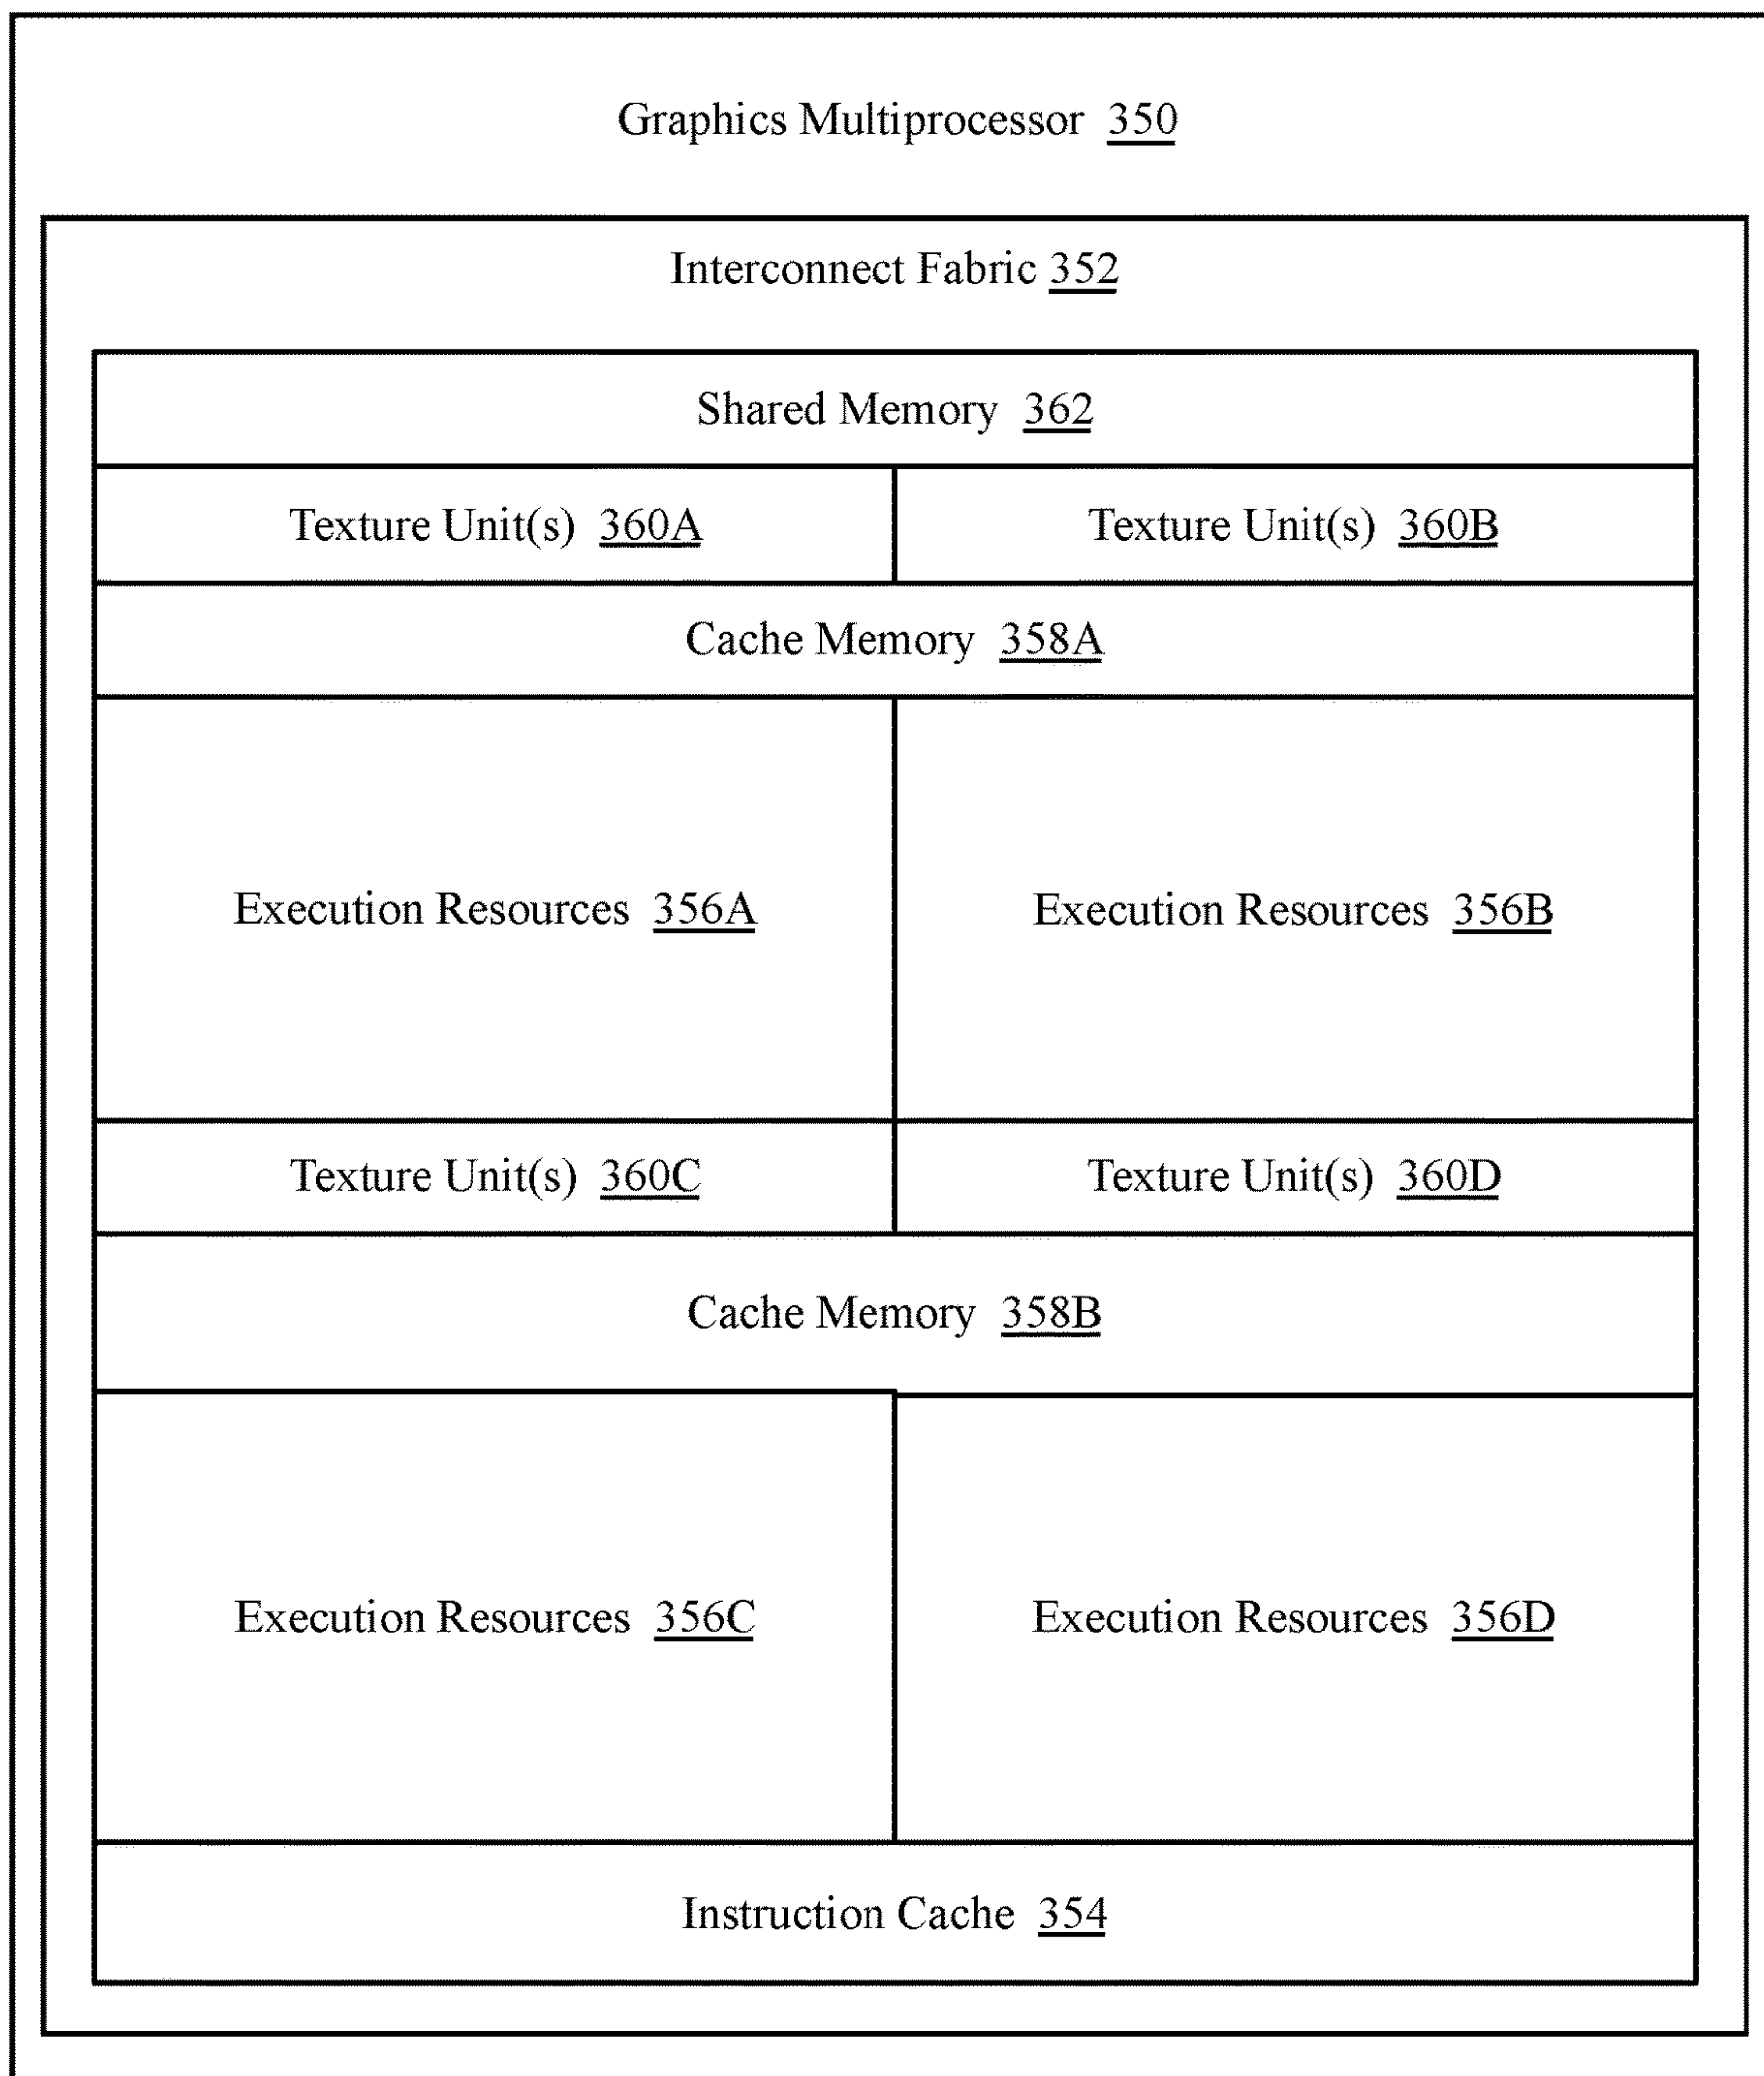 Graphics Multiprocessor 350
Interconnect Fabric 352
Shared Memory 362
Texture Unit(s) 360A
Texture Unit(s) 360B
Cache Memory 358A
Execution Resources 356A
Execution Resources 356B
Texture Unit(s) 360C
Texture Unit(s) 360D
Cache Memory 358B
Execution Resources 356C
Execution Resources 356D
Instruction Cache 354